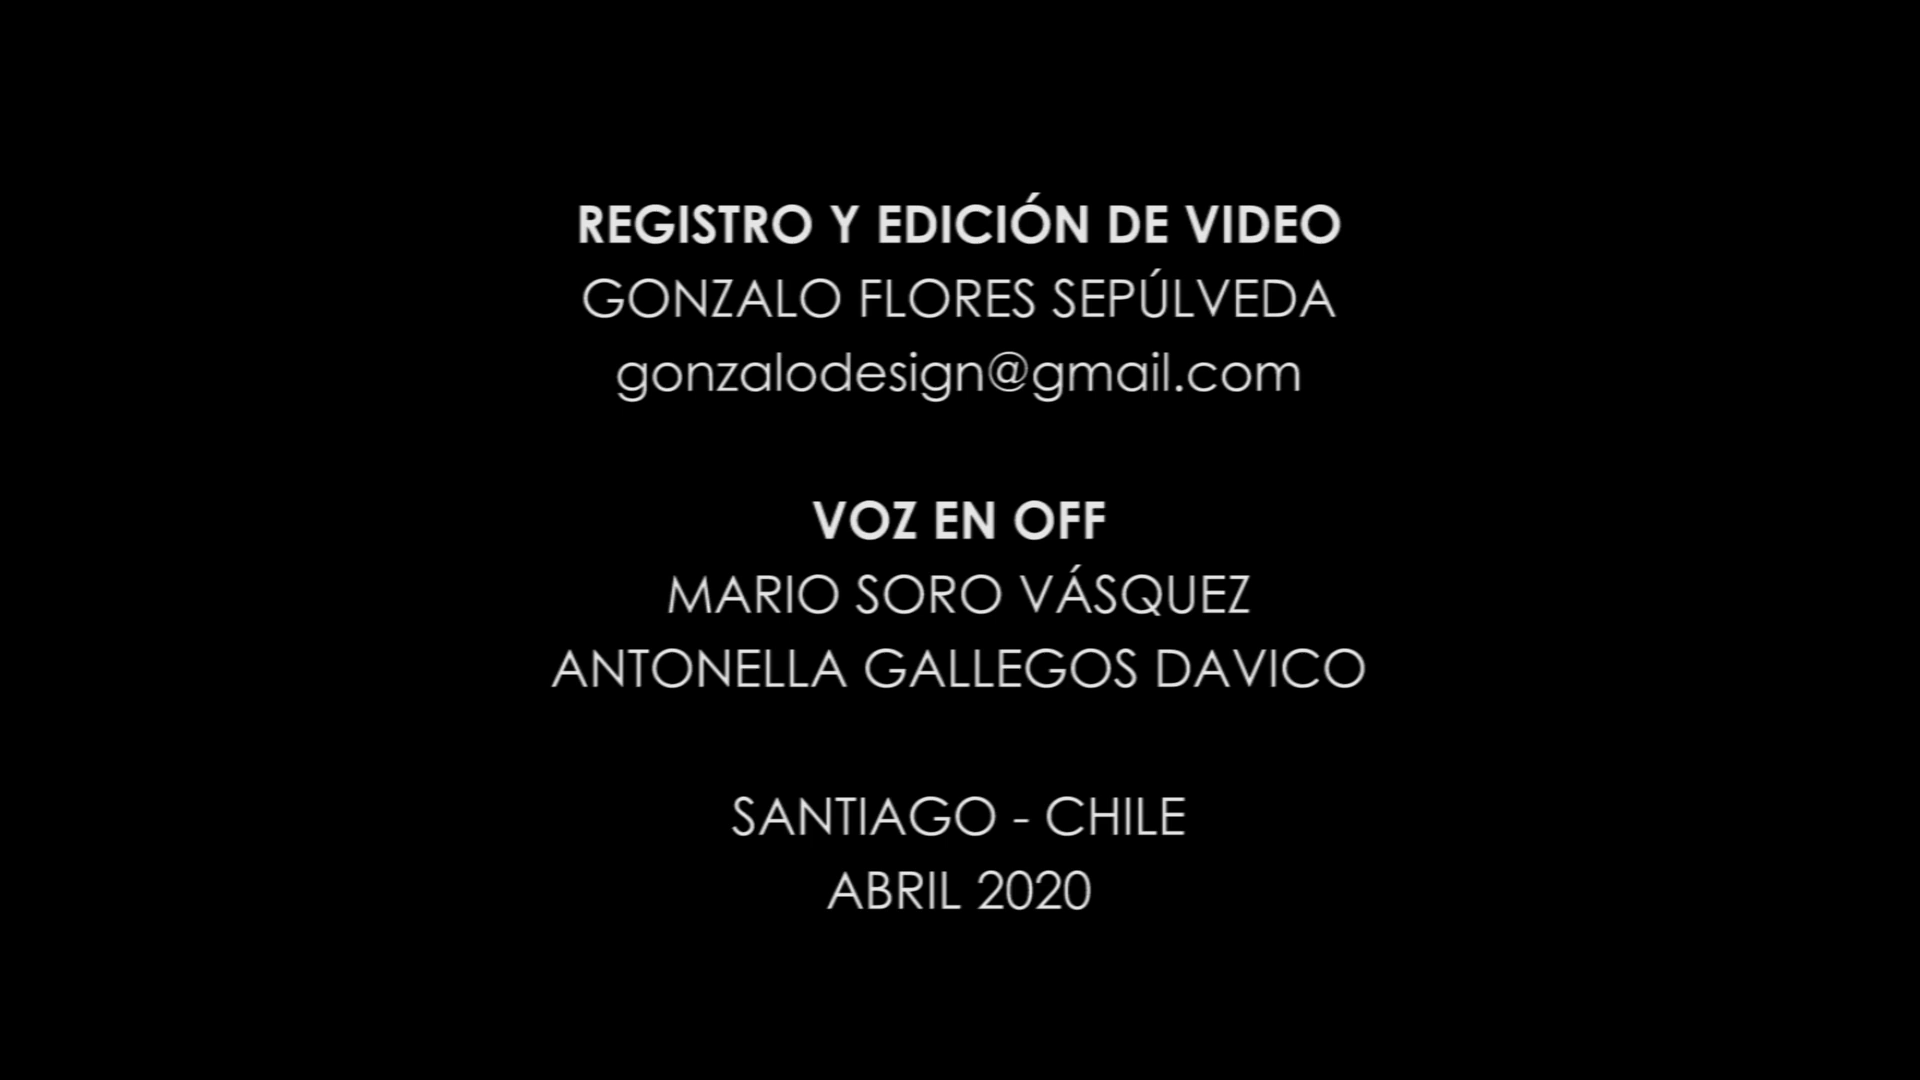 REGISTRO Y EDICIÓN DE VIDEO
GONZALO FLORES SEPÚLVEDA
gonzalodesign@gmail.com
VOZ EN OFF
MARIO SORO VÁSQUEZ
ANTONELLA GALLEGOS DAVICO
SANTIAGO - CHILE
ABRIL 2020